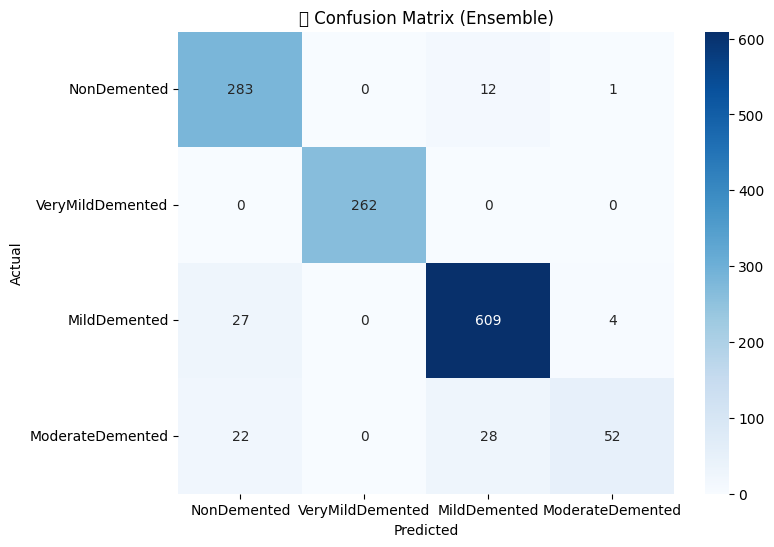 ▯ Confusion Matrix (Ensemble)
Actual
NonDemented 283 0 12 1
VeryMildDemented 0 262 0 0
MildDemented 27 0 609 4
ModerateDemented 22 0 28 52
NonDemented VeryMildDemented MildDemented ModerateDemented
Predicted
600
500
400
300
200
100
0